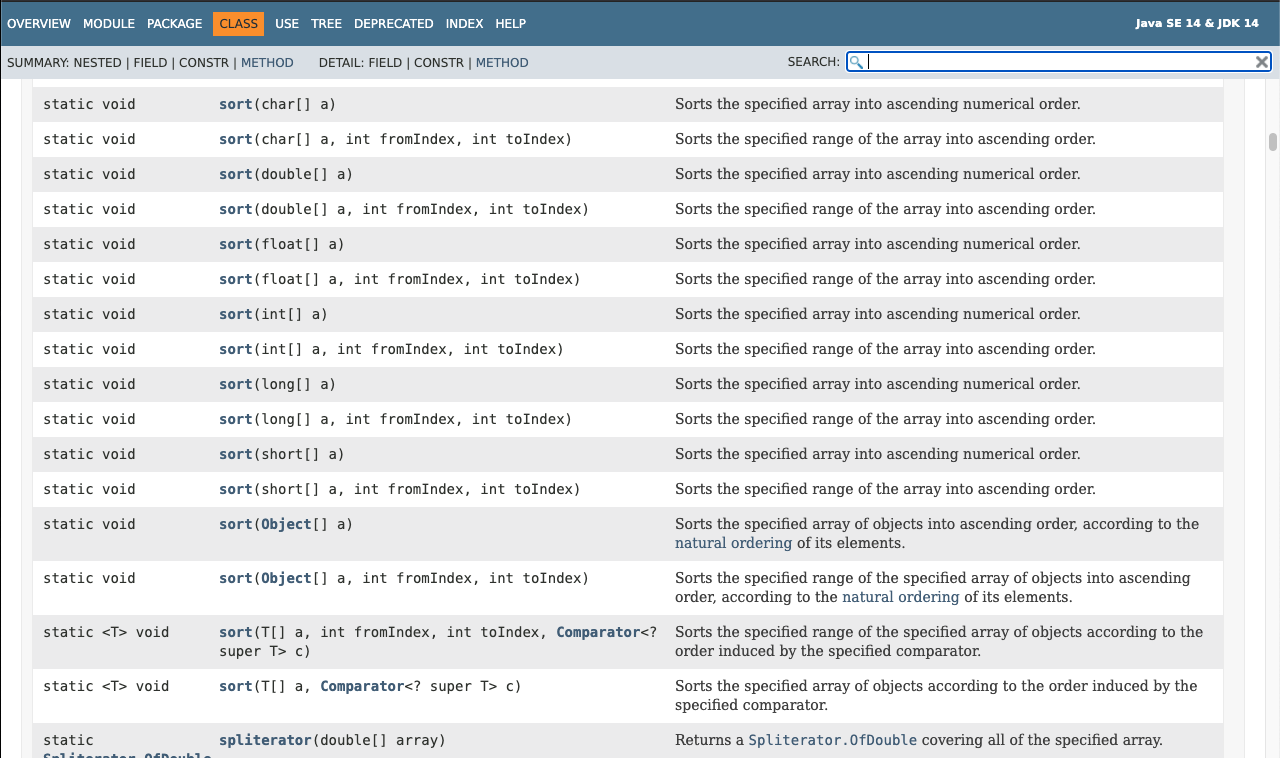 OVERVIEW MODULE PACKAGE CLASS USE TREE DEPRECATED INDEX HELP Java SE 14 & JDK 14
SUMMARY: NESTED | FIELD | CONSTR | METHOD DETAIL: FIELD | CONSTR | METHOD SEARCH:
static void sort(char[] a) Sorts the specified array into ascending numerical order.
static void sort(char[] a, int fromIndex, int toIndex) Sorts the specified range of the array into ascending order.
static void sort(double[] a) Sorts the specified array into ascending numerical order.
static void sort(double[] a, int fromIndex, int toIndex) Sorts the specified range of the array into ascending order.
static void sort(float[] a) Sorts the specified array into ascending numerical order.
static void sort(float[] a, int fromIndex, int toIndex) Sorts the specified range of the array into ascending order.
static void sort(int[] a) Sorts the specified array into ascending numerical order.
static void sort(int[] a, int fromIndex, int toIndex) Sorts the specified range of the array into ascending order.
static void sort(long[] a) Sorts the specified array into ascending numerical order.
static void sort(long[] a, int fromIndex, int toIndex) Sorts the specified range of the array into ascending order.
static void sort(short[] a) Sorts the specified array into ascending numerical order.
static void sort(short[] a, int fromIndex, int toIndex) Sorts the specified range of the array into ascending order.
static void sort(Object[] a) Sorts the specified array of objects into ascending order, according to the
natural ordering of its elements.
static void sort(Object[] a, int fromIndex, int toIndex) Sorts the specified range of the specified array of objects into ascending
order, according to the natural ordering of its elements.
static <T> void sort(T[] a, int fromIndex, int toIndex, Comparator<? Sorts the specified range of the specified array of objects according to the
super T> c) order induced by the specified comparator.
static <T> void sort(T[] a, Comparator<? super T> c) Sorts the specified array of objects according to the order induced by the
specified comparator.
static spliterator(double[] array) Returns a Spliterator.OfDouble covering all of the specified array.
Spliterator.OfDouble